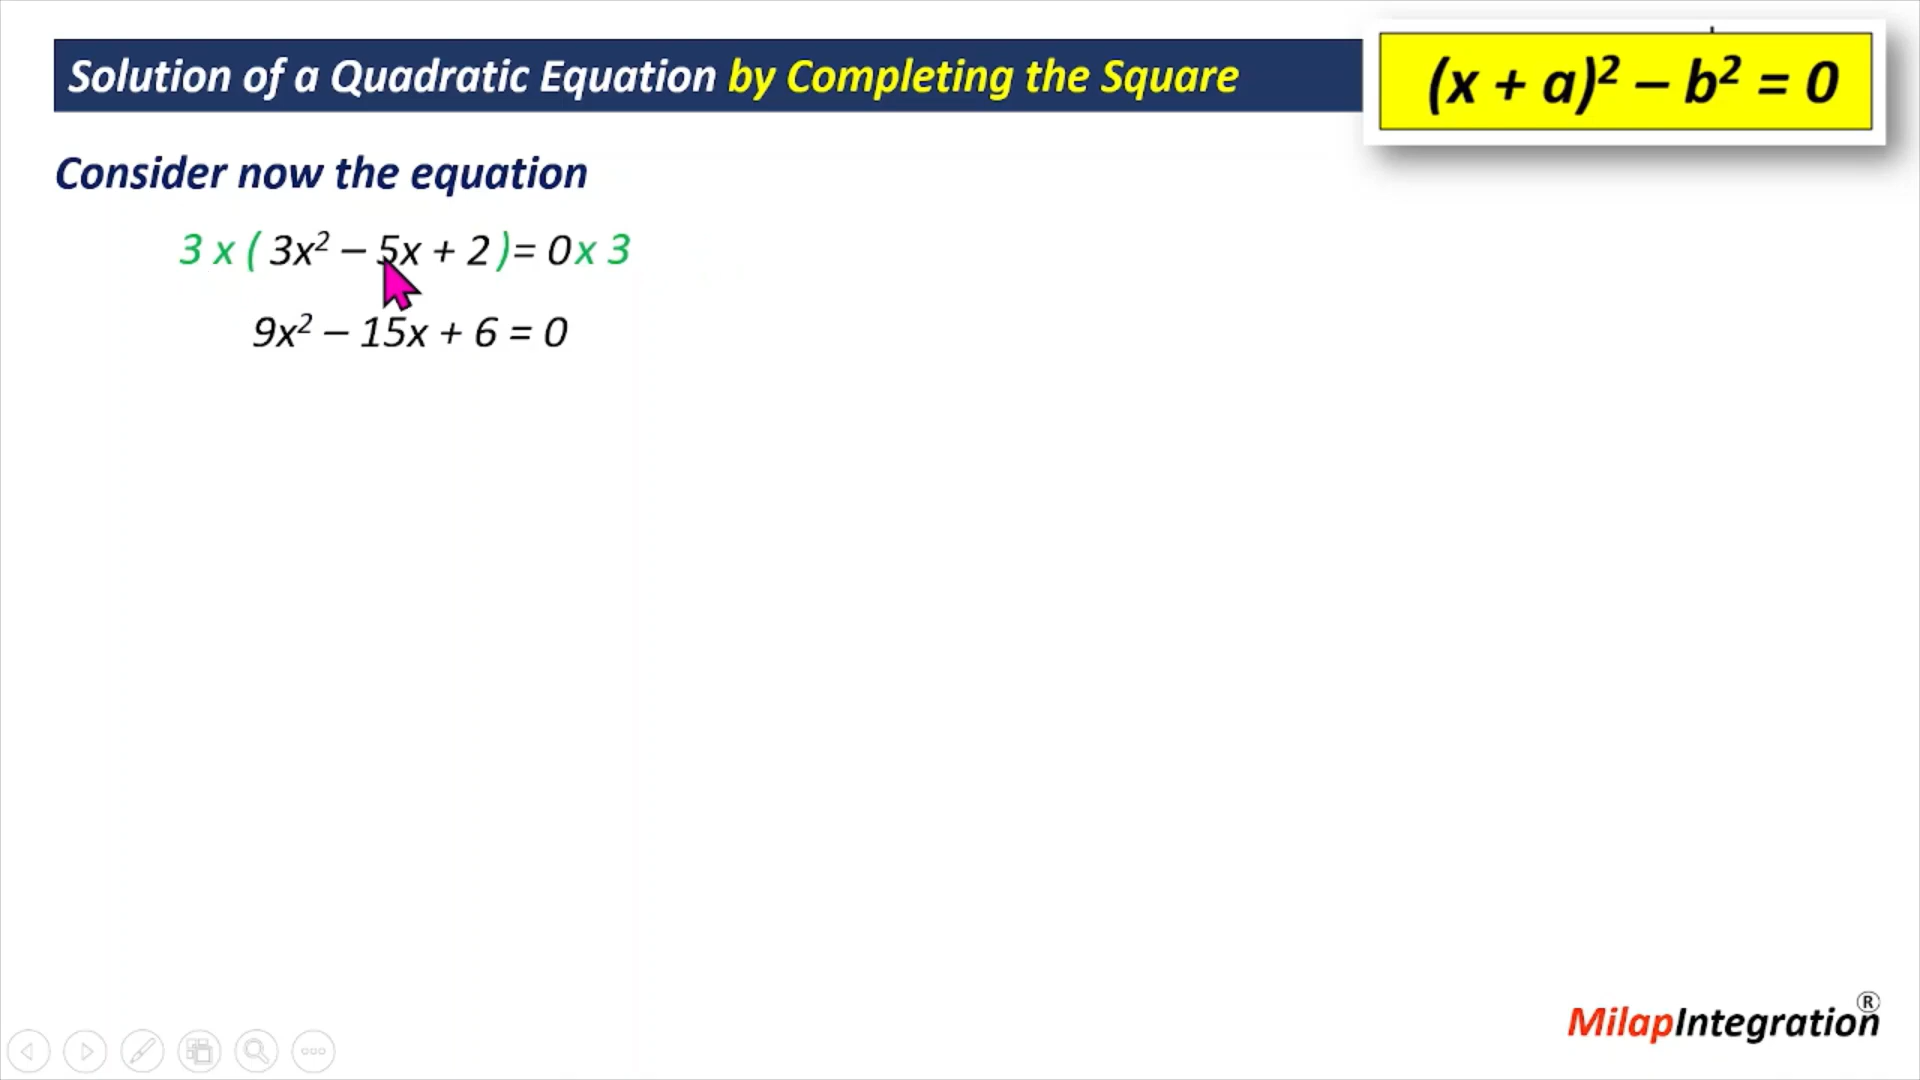 Solution of a Quadratic Equation by Completing the Square
(x + a)² – b² = 0
Consider now the equation
3 x ( 3x² – 5x + 2 ) = 0 x 3
9x² – 15x + 6 = 0
MilapIntegration®